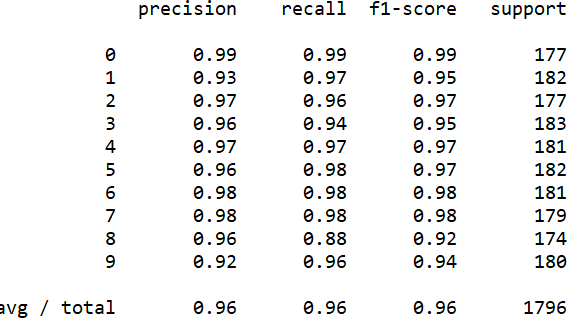 precision recall f1-score support
0 0.99 0.99 0.99 177
1 0.93 0.97 0.95 182
2 0.97 0.96 0.97 177
3 0.96 0.94 0.95 183
4 0.97 0.97 0.97 181
5 0.96 0.98 0.97 182
6 0.98 0.98 0.98 181
7 0.98 0.98 0.98 179
8 0.96 0.88 0.92 174
9 0.92 0.96 0.94 180
avg / total 0.96 0.96 0.96 1796